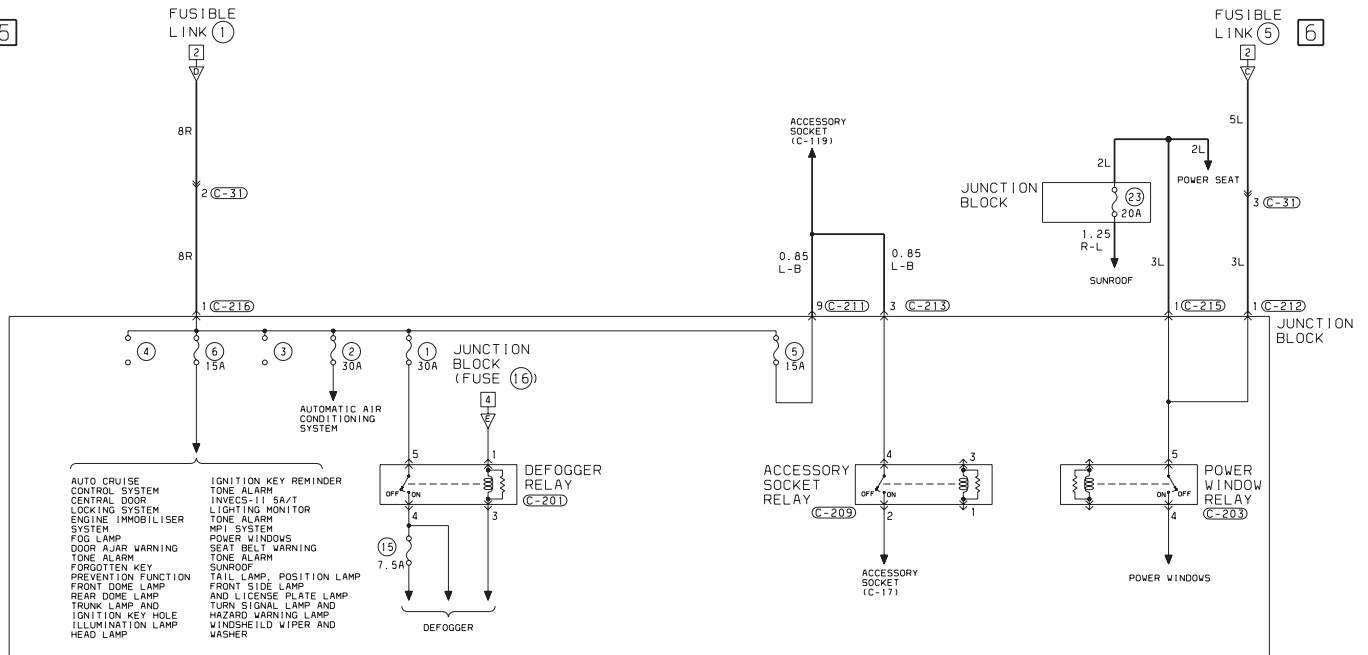 5
FUSIBLE
LINK 1
2
D
8R
2 C-31
8R
1 C-216
FUSIBLE
LINK 5
6
2
C
5L
3 C-31
3L
1 C-212
JUNCTION
BLOCK
ACCESSORY
SOCKET
(C-119)
0.85
L-B
0.85
L-B
9 C-211
3 C-213
2L
2L
POWER SEAT
JUNCTION
BLOCK
23
20A
1.25
R-L
SUNROOF
3L
1 C-215
4
6
15A
3
2
30A
1
30A
5
15A
AUTOMATIC AIR
CONDITIONING
SYSTEM
JUNCTION
BLOCK
(FUSE 16)
4
E
AUTO CRUISE
CONTROL SYSTEM
CENTRAL DOOR
LOCKING SYSTEM
ENGINE IMMOBILISER
SYSTEM
FOG LAMP
DOOR AJAR WARNING
TONE ALARM
FORGOTTEN KEY
PREVENTION FUNCTION
FRONT DOME LAMP
REAR DOME LAMP
TRUNK LAMP AND
IGNITION KEY HOLE
ILLUMINATION LAMP
HEAD LAMP
IGNITION KEY REMINDER
TONE ALARM
INVECS-II 5A/T
LIGHTING MONITOR
TONE ALARM
MPI SYSTEM
POWER WINDOWS
SEAT BELT WARNING
TONE ALARM
SUNROOF
TAIL LAMP, POSITION LAMP
FRONT SIDE LAMP
AND LICENSE PLATE LAMP
TURN SIGNAL LAMP AND
HAZARD WARNING LAMP
WINDSHEILD WIPER AND
WASHER
5
1
OFF ON
4
3
DEFOGGER
RELAY
C-201
15
7.5A
DEFOGGER
ACCESSORY
SOCKET
RELAY
C-209
4
3
OFF ON
2
1
ACCESSORY
SOCKET
(C-17)
5
ON OFF
4
POWER
WINDOW
RELAY
C-203
POWER WINDOWS